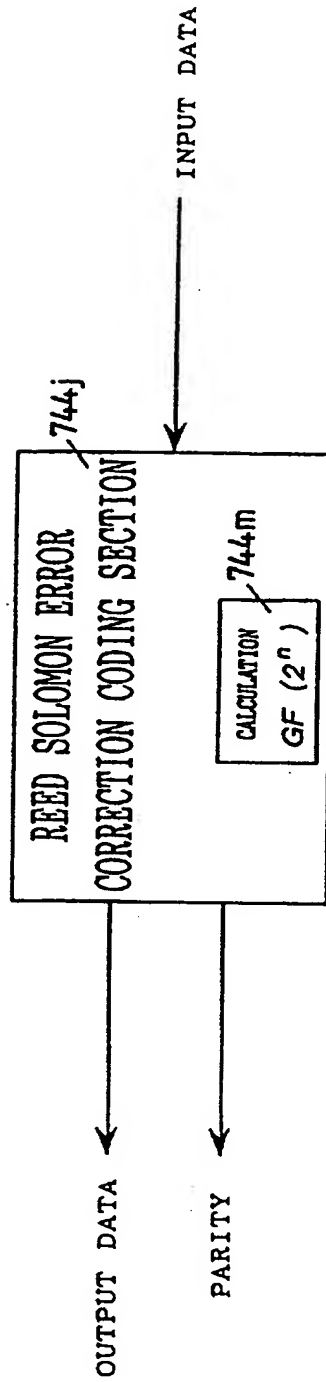 REED SOLOMON ERROR
CORRECTION CODING SECTION
744j
CALCULATION
GF (2ⁿ)
744m
INPUT DATA
OUTPUT DATA
PARITY